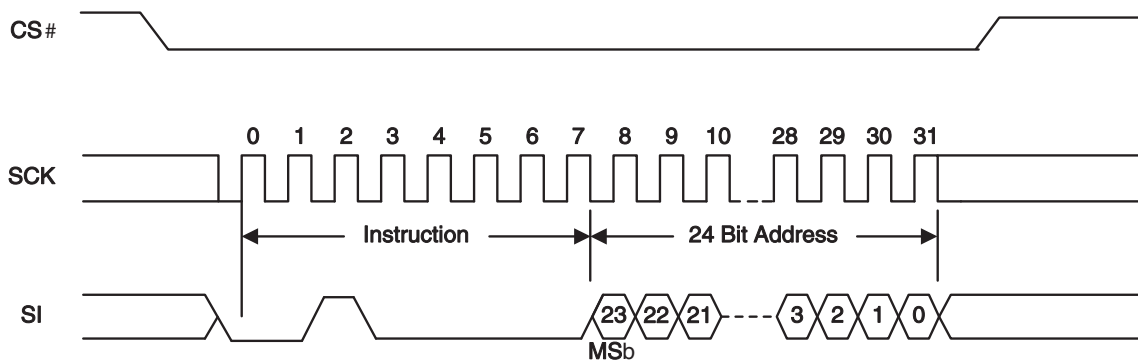 CS#
0 1 2 3 4 5 6 7 8 9 10 28 29 30 31
SCK
Instruction 24 Bit Address
SI 23 22 21 3 2 1 0
MSb